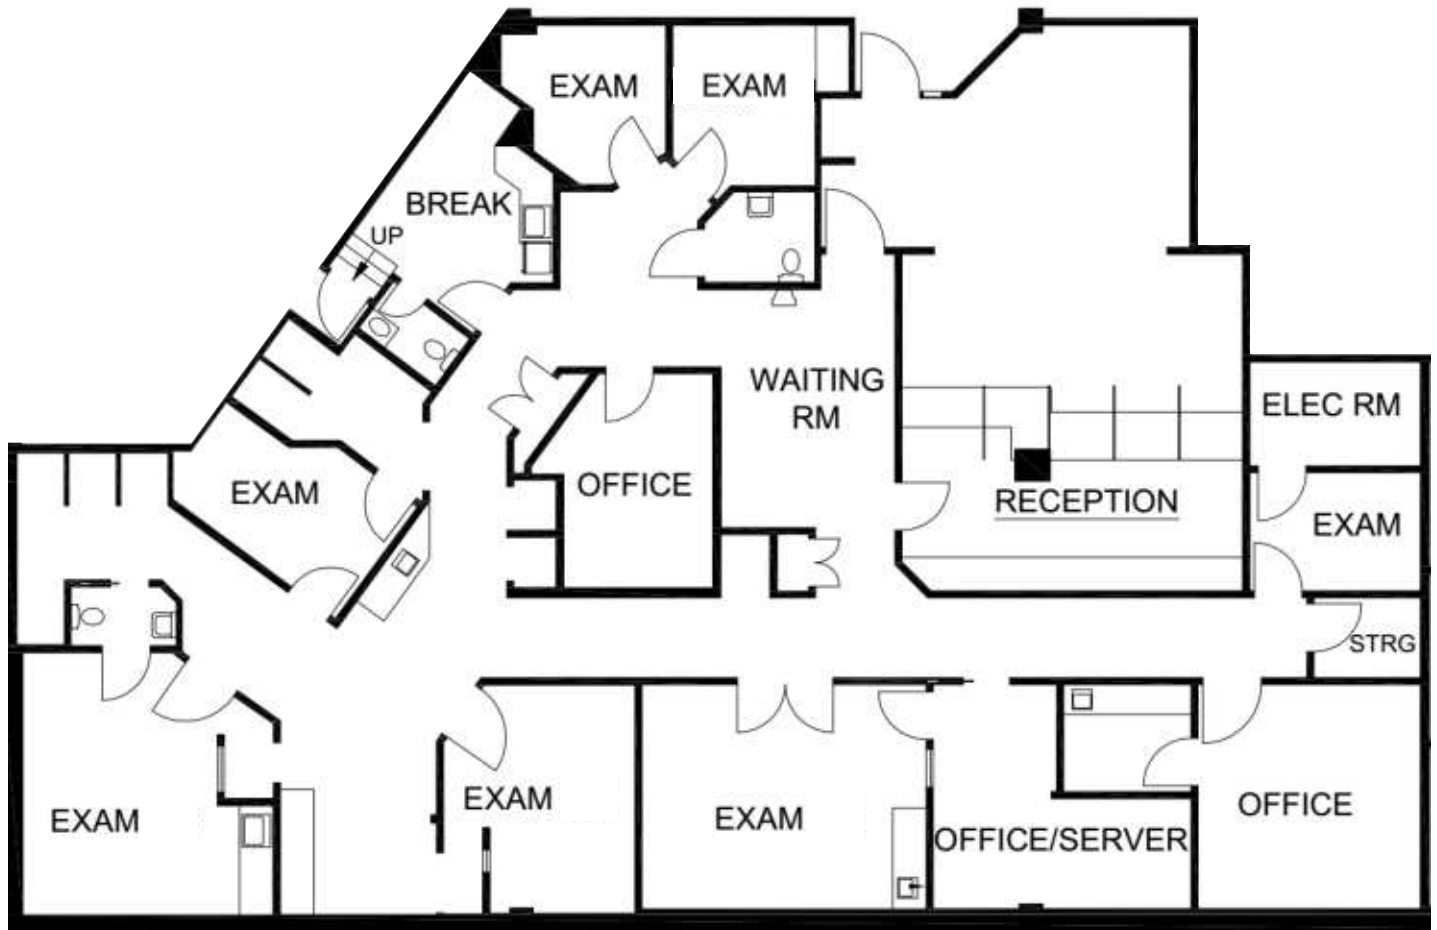 EXAM
EXAM
BREAK
UP
WAITING
RM
ELEC RM
EXAM
OFFICE
RECEPTION
EXAM
STRG
EXAM
EXAM
EXAM
OFFICE/SERVER
OFFICE